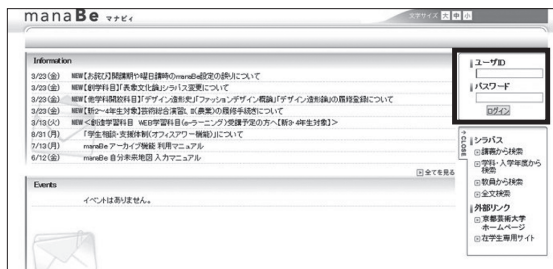 manaBe マナビィ
文字サイズ 大 中 小
Information
3/23(金) NEW【お詫び】開講期や曜日講時のmanaBe設定の誤りについて
3/23(金) NEW【創学科目】「表象文化論」シラバス変更について
3/23(金) NEW【他学科開放科目】「デザイン造形史」「ファッションデザイン概論」「デザイン造形論」の履修登録について
3/23(金) NEW【新2~4年生対象】芸術総合演習Ⅰ,Ⅱ(農業)の履修手続きについて
3/13(火) NEW <創造学習科目 WEB学習科目(e-ラーニング)受講予定の方へ【新3・4年生対象】>
8/31(月) 「学生相談・支援体制(オフィスアワー機能)」について
7/13(月) manaBe アーカイブ機能 利用マニュアル
6/12(金) manaBe 自分未来地図 入力マニュアル
全てを見る
Events
イベントはありません。
ユーザID
パスワード
ログイン
CLOSE
シラバス
講義から検索
学科・入学年度から
検索
教員から検索
全文検索
外部リンク
京都芸術大学
ホームページ
在学生専用サイト